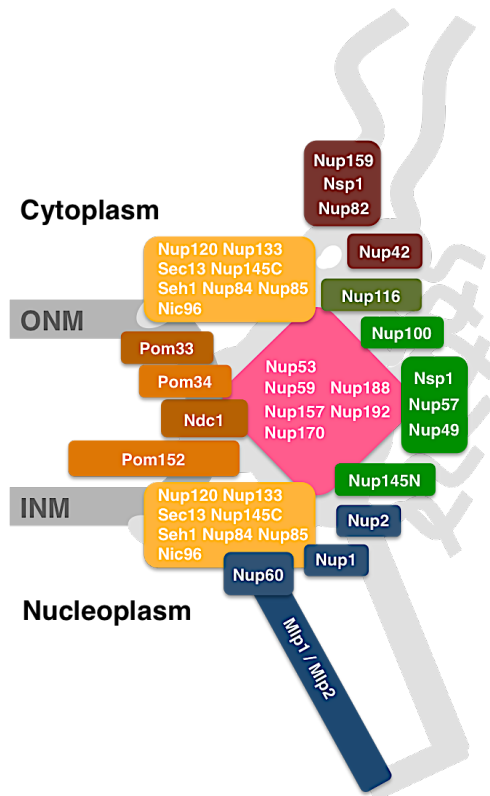 Nup159
Nsp1
Nup82
Cytoplasm
Nup120 Nup133
Sec13 Nup145C
Seh1 Nup84 Nup85
Nic96
Nup42
Nup116
ONM
Nup100
Pom33
Pom34
Ndc1
Pom152
Nup53
Nup59 Nup188
Nup157 Nup192
Nup170
Nsp1
Nup57
Nup49
Nup145N
INM
Nup120 Nup133
Sec13 Nup145C
Seh1 Nup84 Nup85
Nic96
Nup2
Nup1
Nup60
Nucleoplasm
Mlp1 / Mlp2